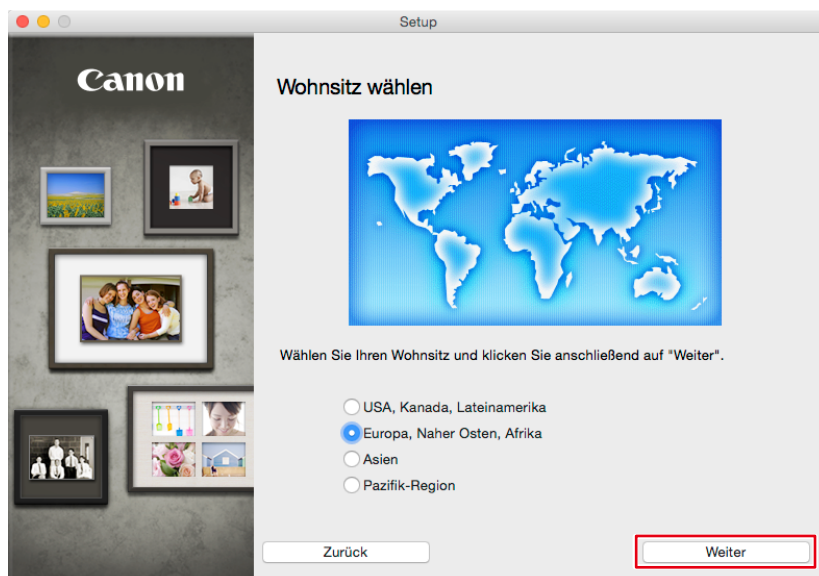 Setup
Canon
Wohnsitz wählen
Wählen Sie Ihren Wohnsitz und klicken Sie anschließend auf "Weiter".
USA, Kanada, Lateinamerika
Europa, Naher Osten, Afrika
Asien
Pazifik-Region
Zurück
Weiter